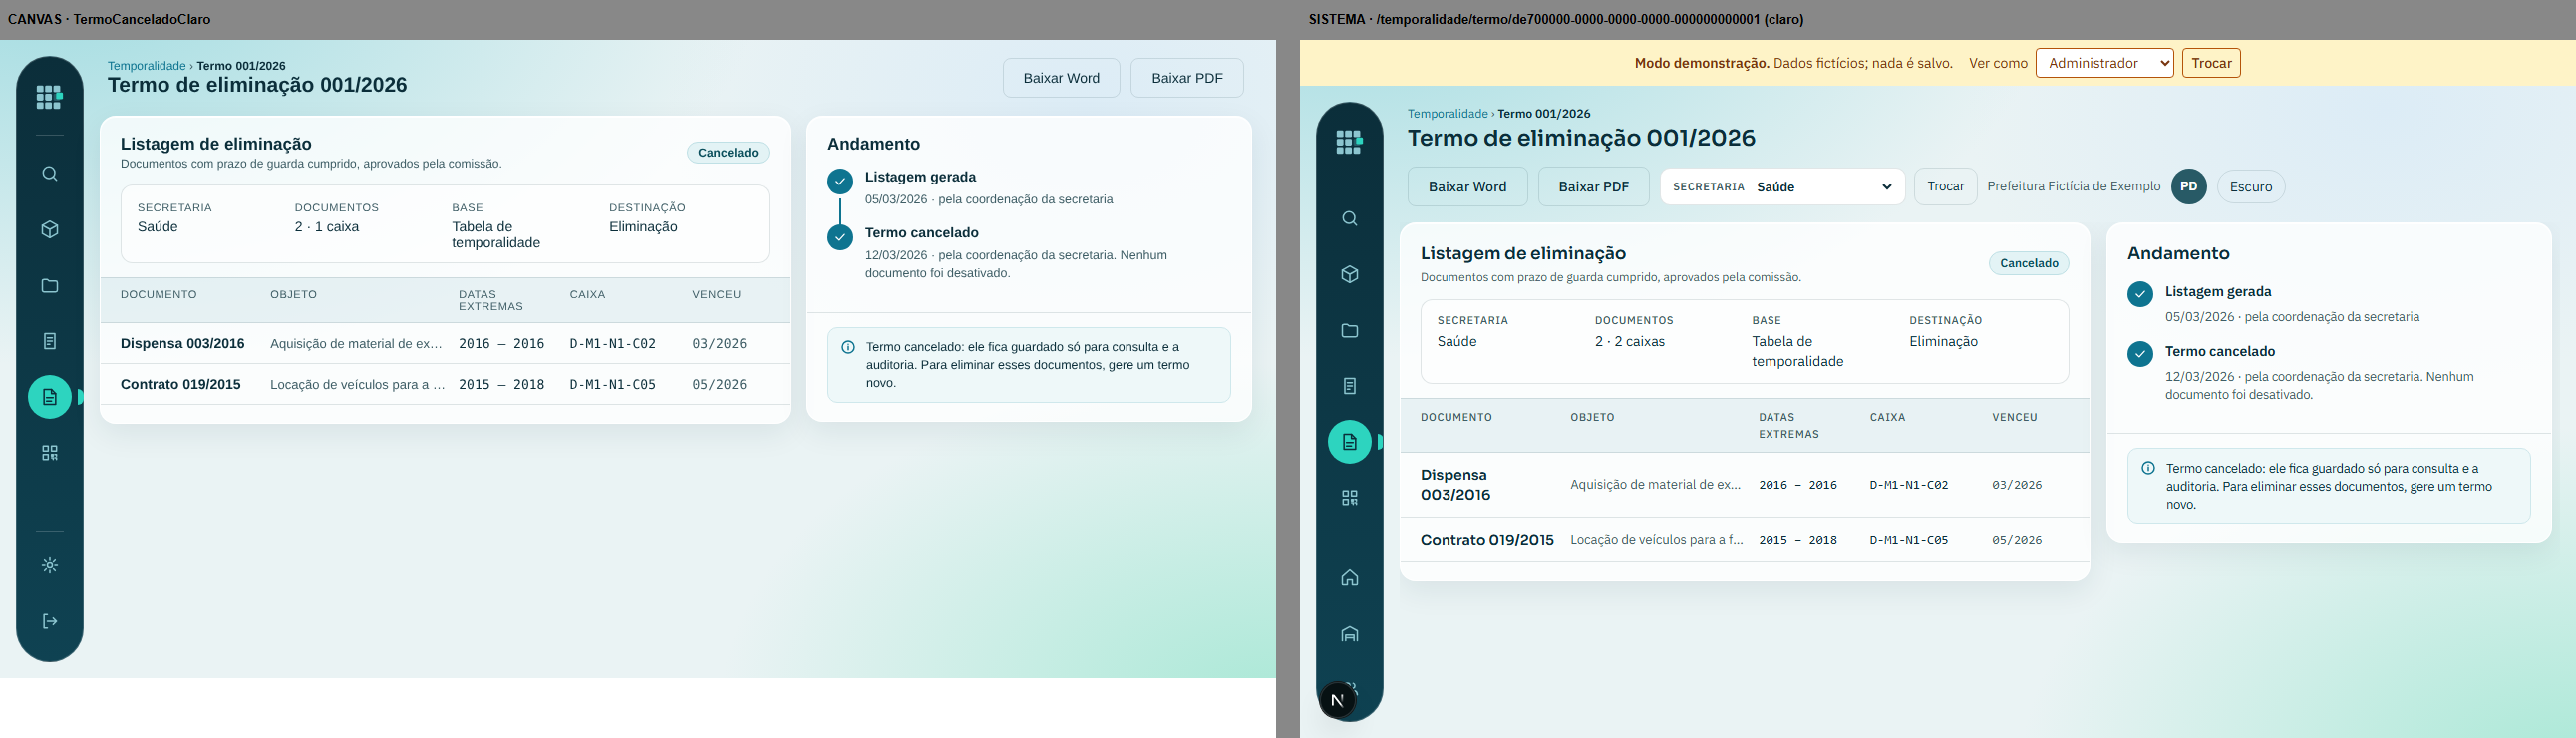 CANVAS · TermoCanceladoClaro
Temporalidade › Termo 001/2026
Termo de eliminação 001/2026
Baixar Word
Baixar PDF
Listagem de eliminação
Documentos com prazo de guarda cumprido, aprovados pela comissão.
Cancelado
SECRETARIA
Saúde
DOCUMENTOS
2 · 1 caixa
BASE
Tabela de
temporalidade
DESTINAÇÃO
Eliminação
DOCUMENTO OBJETO DATAS EXTREMAS CAIXA VENCEU
Dispensa 003/2016 Aquisição de material de ex... 2016 – 2016 D-M1-N1-C02 03/2026
Contrato 019/2015 Locação de veículos para a ... 2015 – 2018 D-M1-N1-C05 05/2026
Andamento
Listagem gerada
05/03/2026 · pela coordenação da secretaria
Termo cancelado
12/03/2026 · pela coordenação da secretaria. Nenhum
documento foi desativado.
Termo cancelado: ele fica guardado só para consulta e a
auditoria. Para eliminar esses documentos, gere um termo
novo.
SISTEMA · /temporalidade/termo/de700000-0000-0000-0000-000000000001 (claro)
Modo demonstração. Dados fictícios; nada é salvo. Ver como Administrador Trocar
Temporalidade › Termo 001/2026
Termo de eliminação 001/2026
Baixar Word
Baixar PDF
SECRETARIA Saúde
Trocar
Prefeitura Fictícia de Exemplo
PD
Escuro
Listagem de eliminação
Documentos com prazo de guarda cumprido, aprovados pela comissão.
Cancelado
SECRETARIA
Saúde
DOCUMENTOS
2 · 2 caixas
BASE
Tabela de
temporalidade
DESTINAÇÃO
Eliminação
DOCUMENTO OBJETO DATAS EXTREMAS CAIXA VENCEU
Dispensa 003/2016 Aquisição de material de ex... 2016 – 2016 D-M1-N1-C02 03/2026
Contrato 019/2015 Locação de veículos para a f... 2015 – 2018 D-M1-N1-C05 05/2026
Andamento
Listagem gerada
05/03/2026 · pela coordenação da secretaria
Termo cancelado
12/03/2026 · pela coordenação da secretaria. Nenhum
documento foi desativado.
Termo cancelado: ele fica guardado só para consulta e a
auditoria. Para eliminar esses documentos, gere um termo
novo.
N